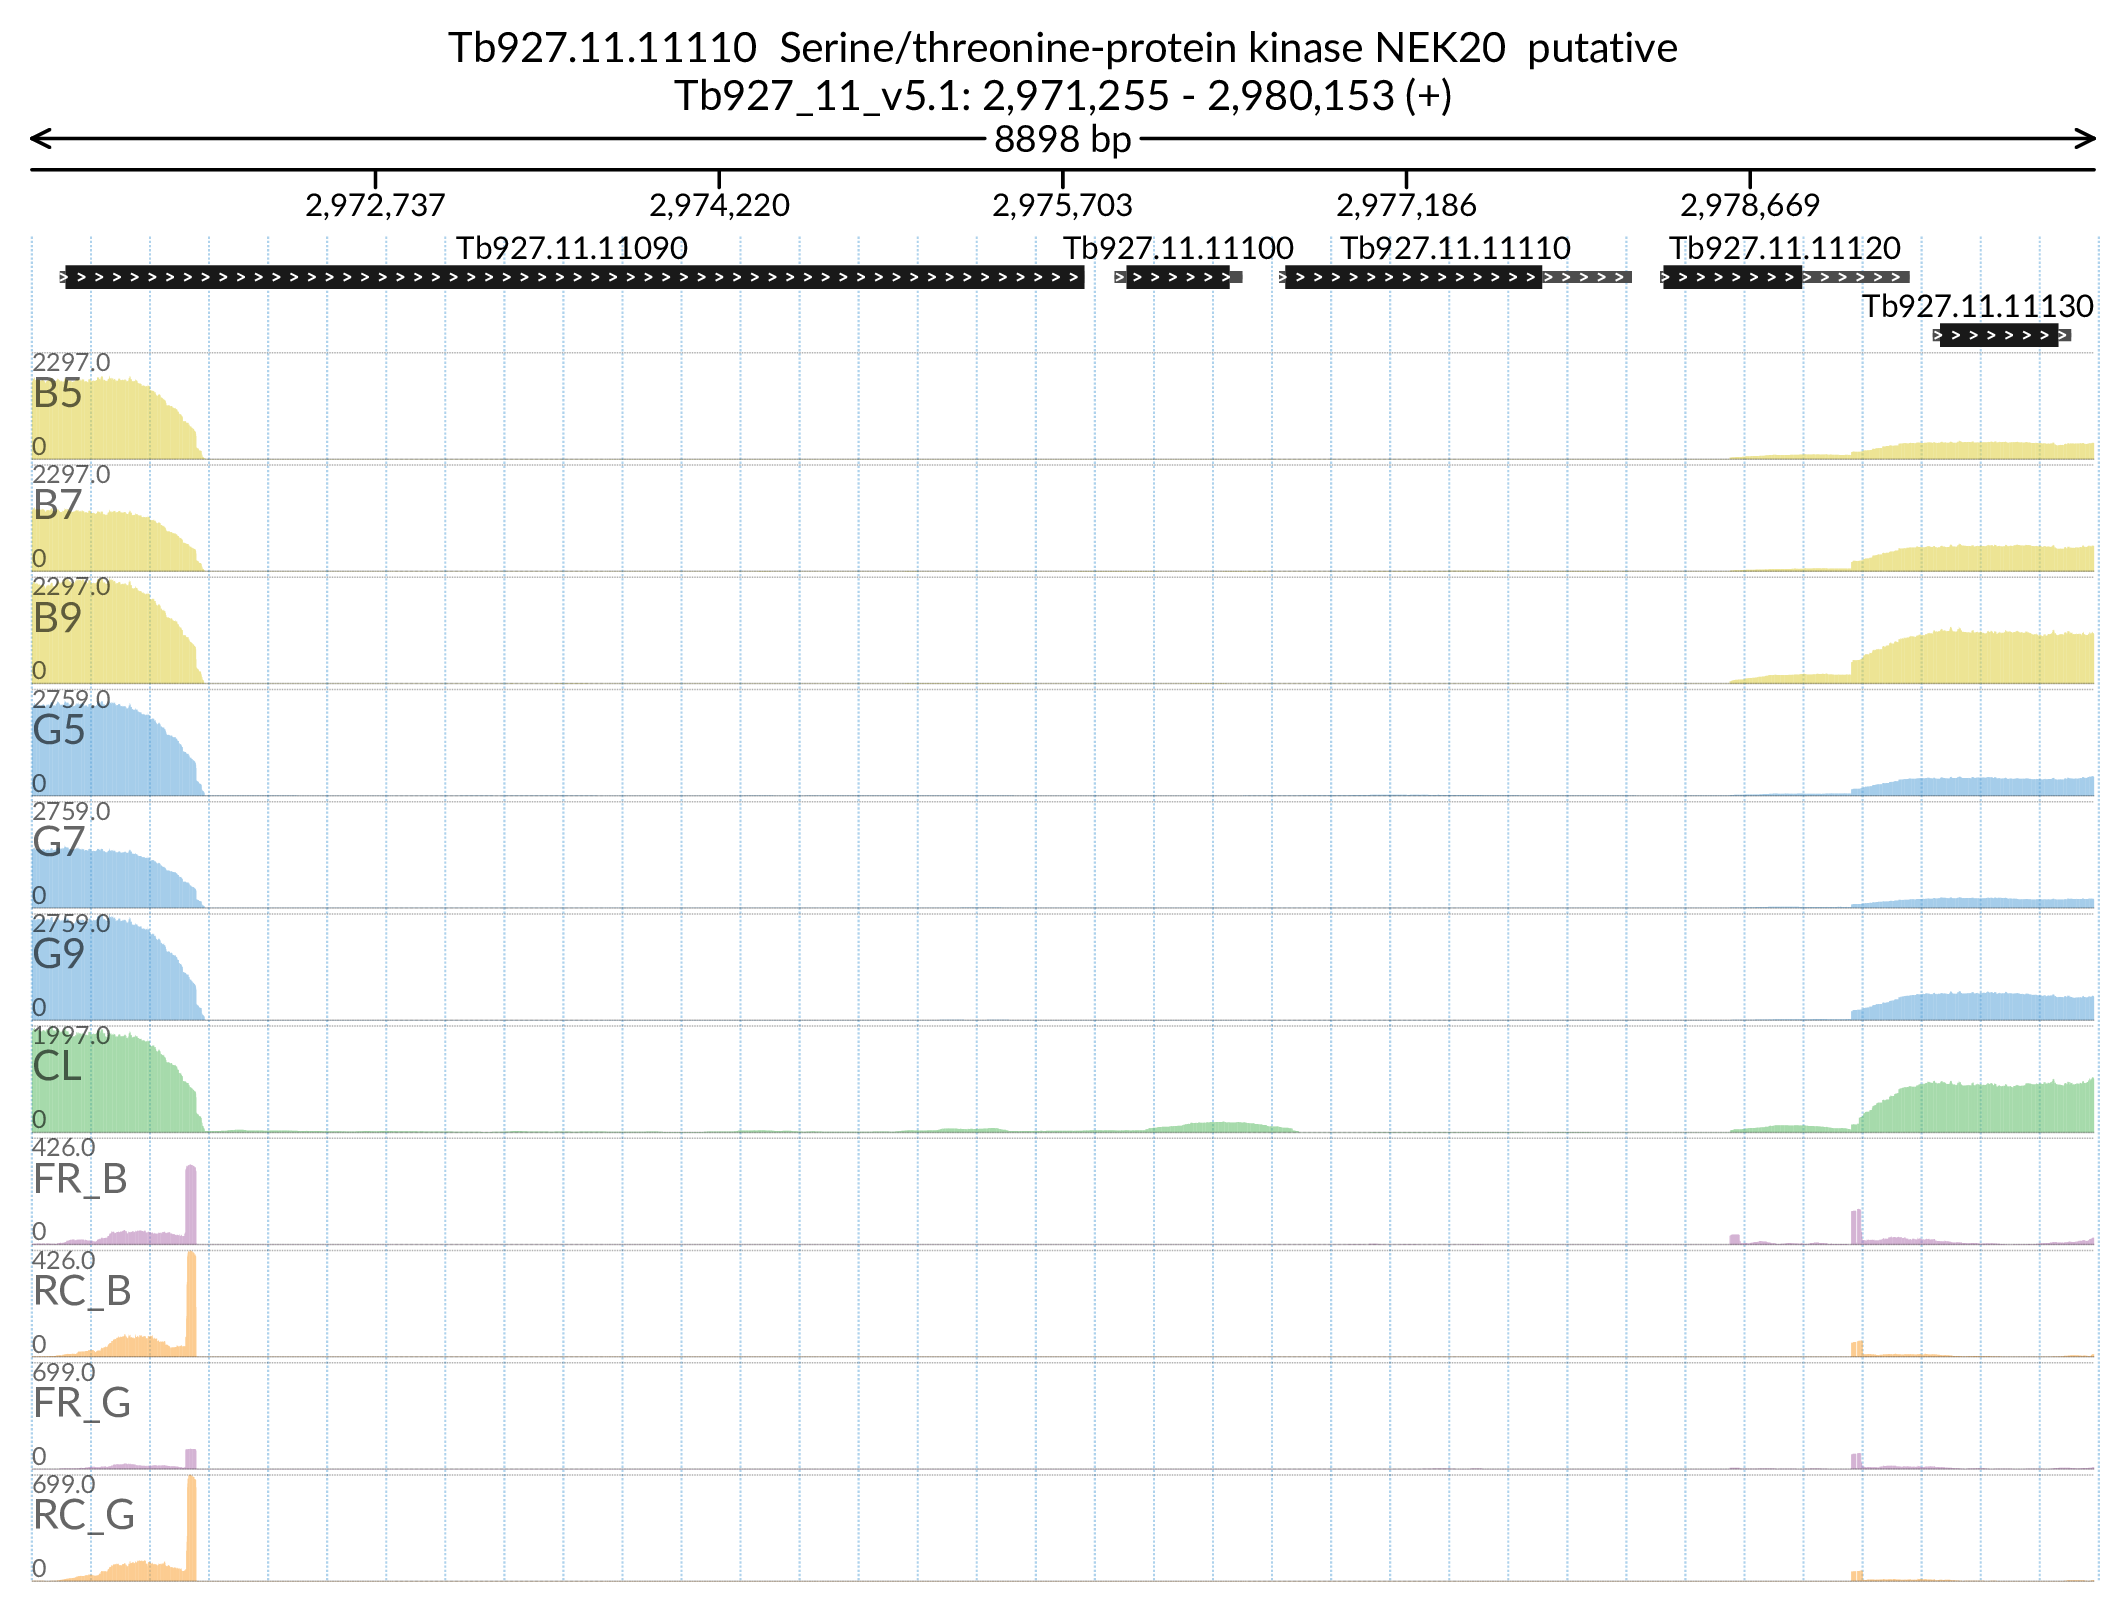 Tb927.11.11110  Serine/threonine-protein kinase NEK20  putative
Tb927_11_v5.1: 2,971,255 - 2,980,153 (+)
8898 bp
2,972,737 2,974,220 2,975,703 2,977,186 2,978,669
Tb927.11.11090 Tb927.11.11100 Tb927.11.11110 Tb927.11.11120
Tb927.11.11130
2297.0
B5
0
2297.0
B7
0
2297.0
B9
0
2759.0
G5
0
2759.0
G7
0
2759.0
G9
0
1997.0
CL
0
426.0
FR_B
0
426.0
RC_B
0
699.0
FR_G
0
699.0
RC_G
0